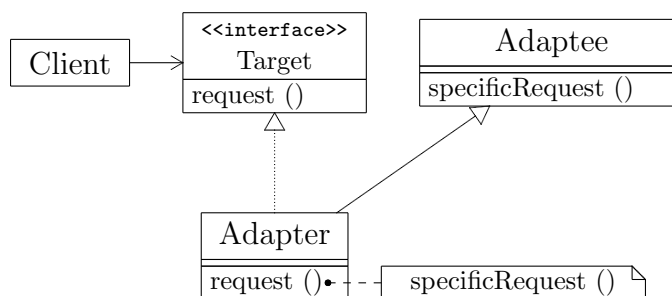 Client
<<interface>>
Target
request ()
Adaptee
specificRequest ()
Adapter
request ()
specificRequest ()